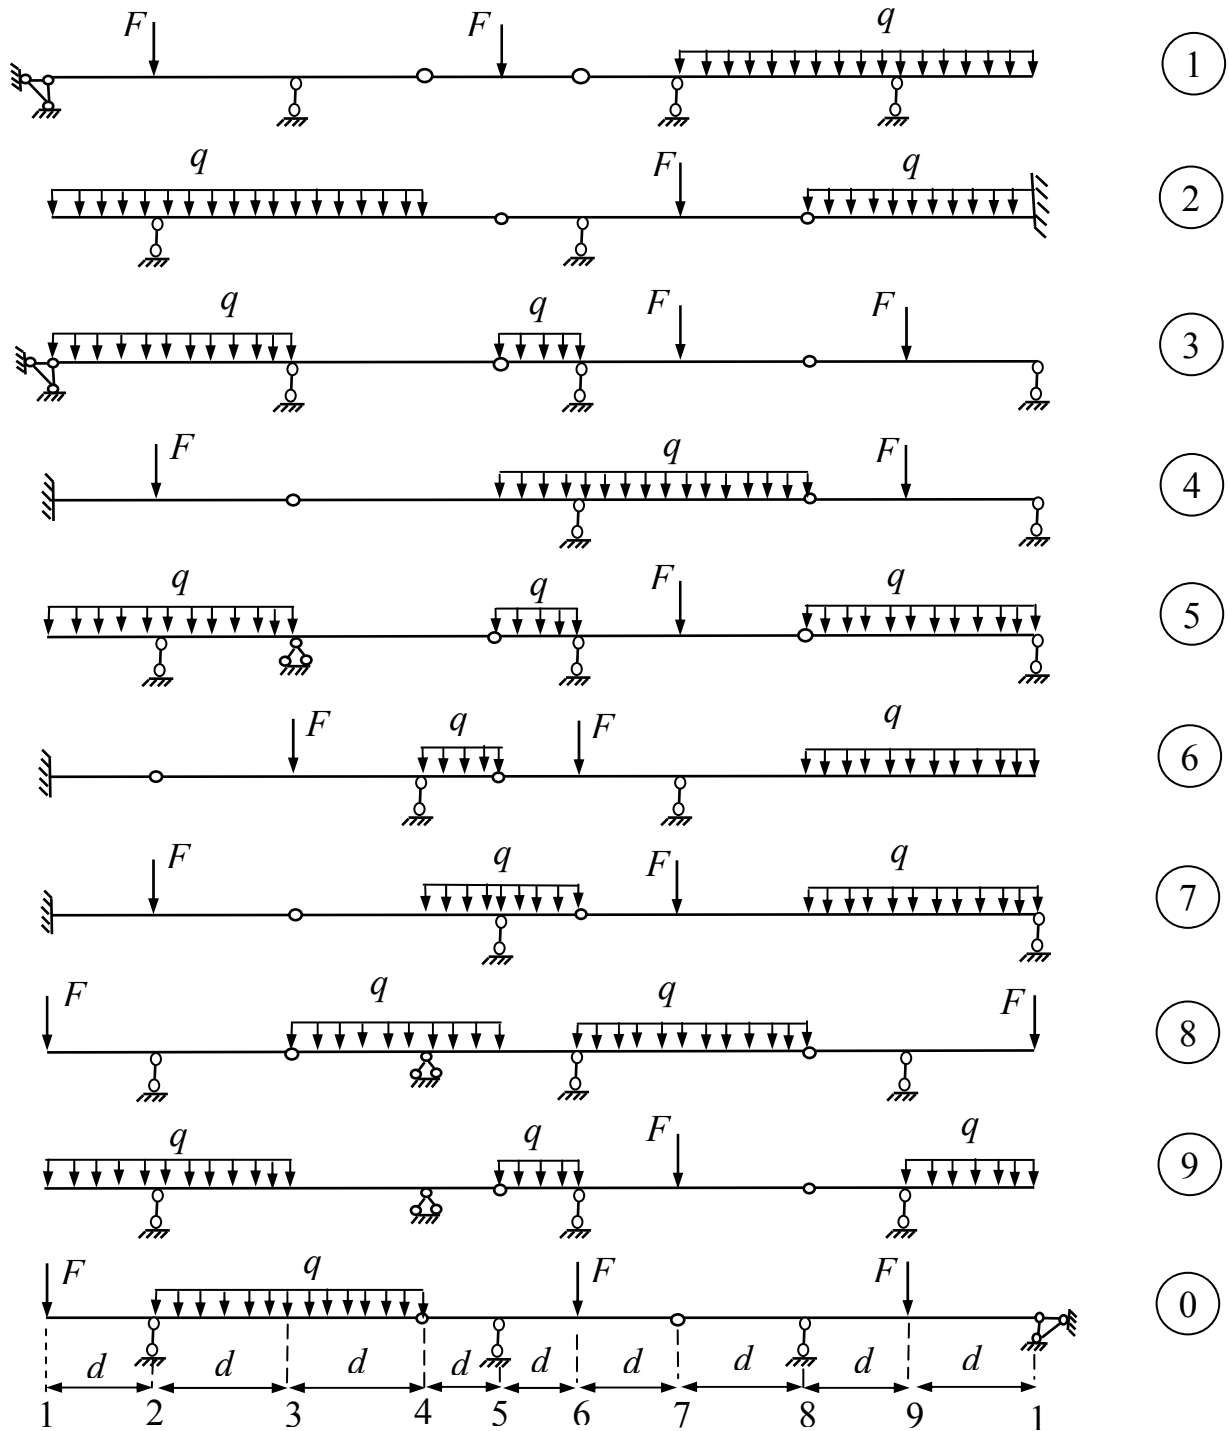 F F q 1
q F q 2
q q F F 3
F q F 4
q q F q 5
F q F q 6
F q F q 7
F q q F 8
q q F q 9
F q F F 0
d d d d d d d d d
1 2 3 4 5 6 7 8 9 1